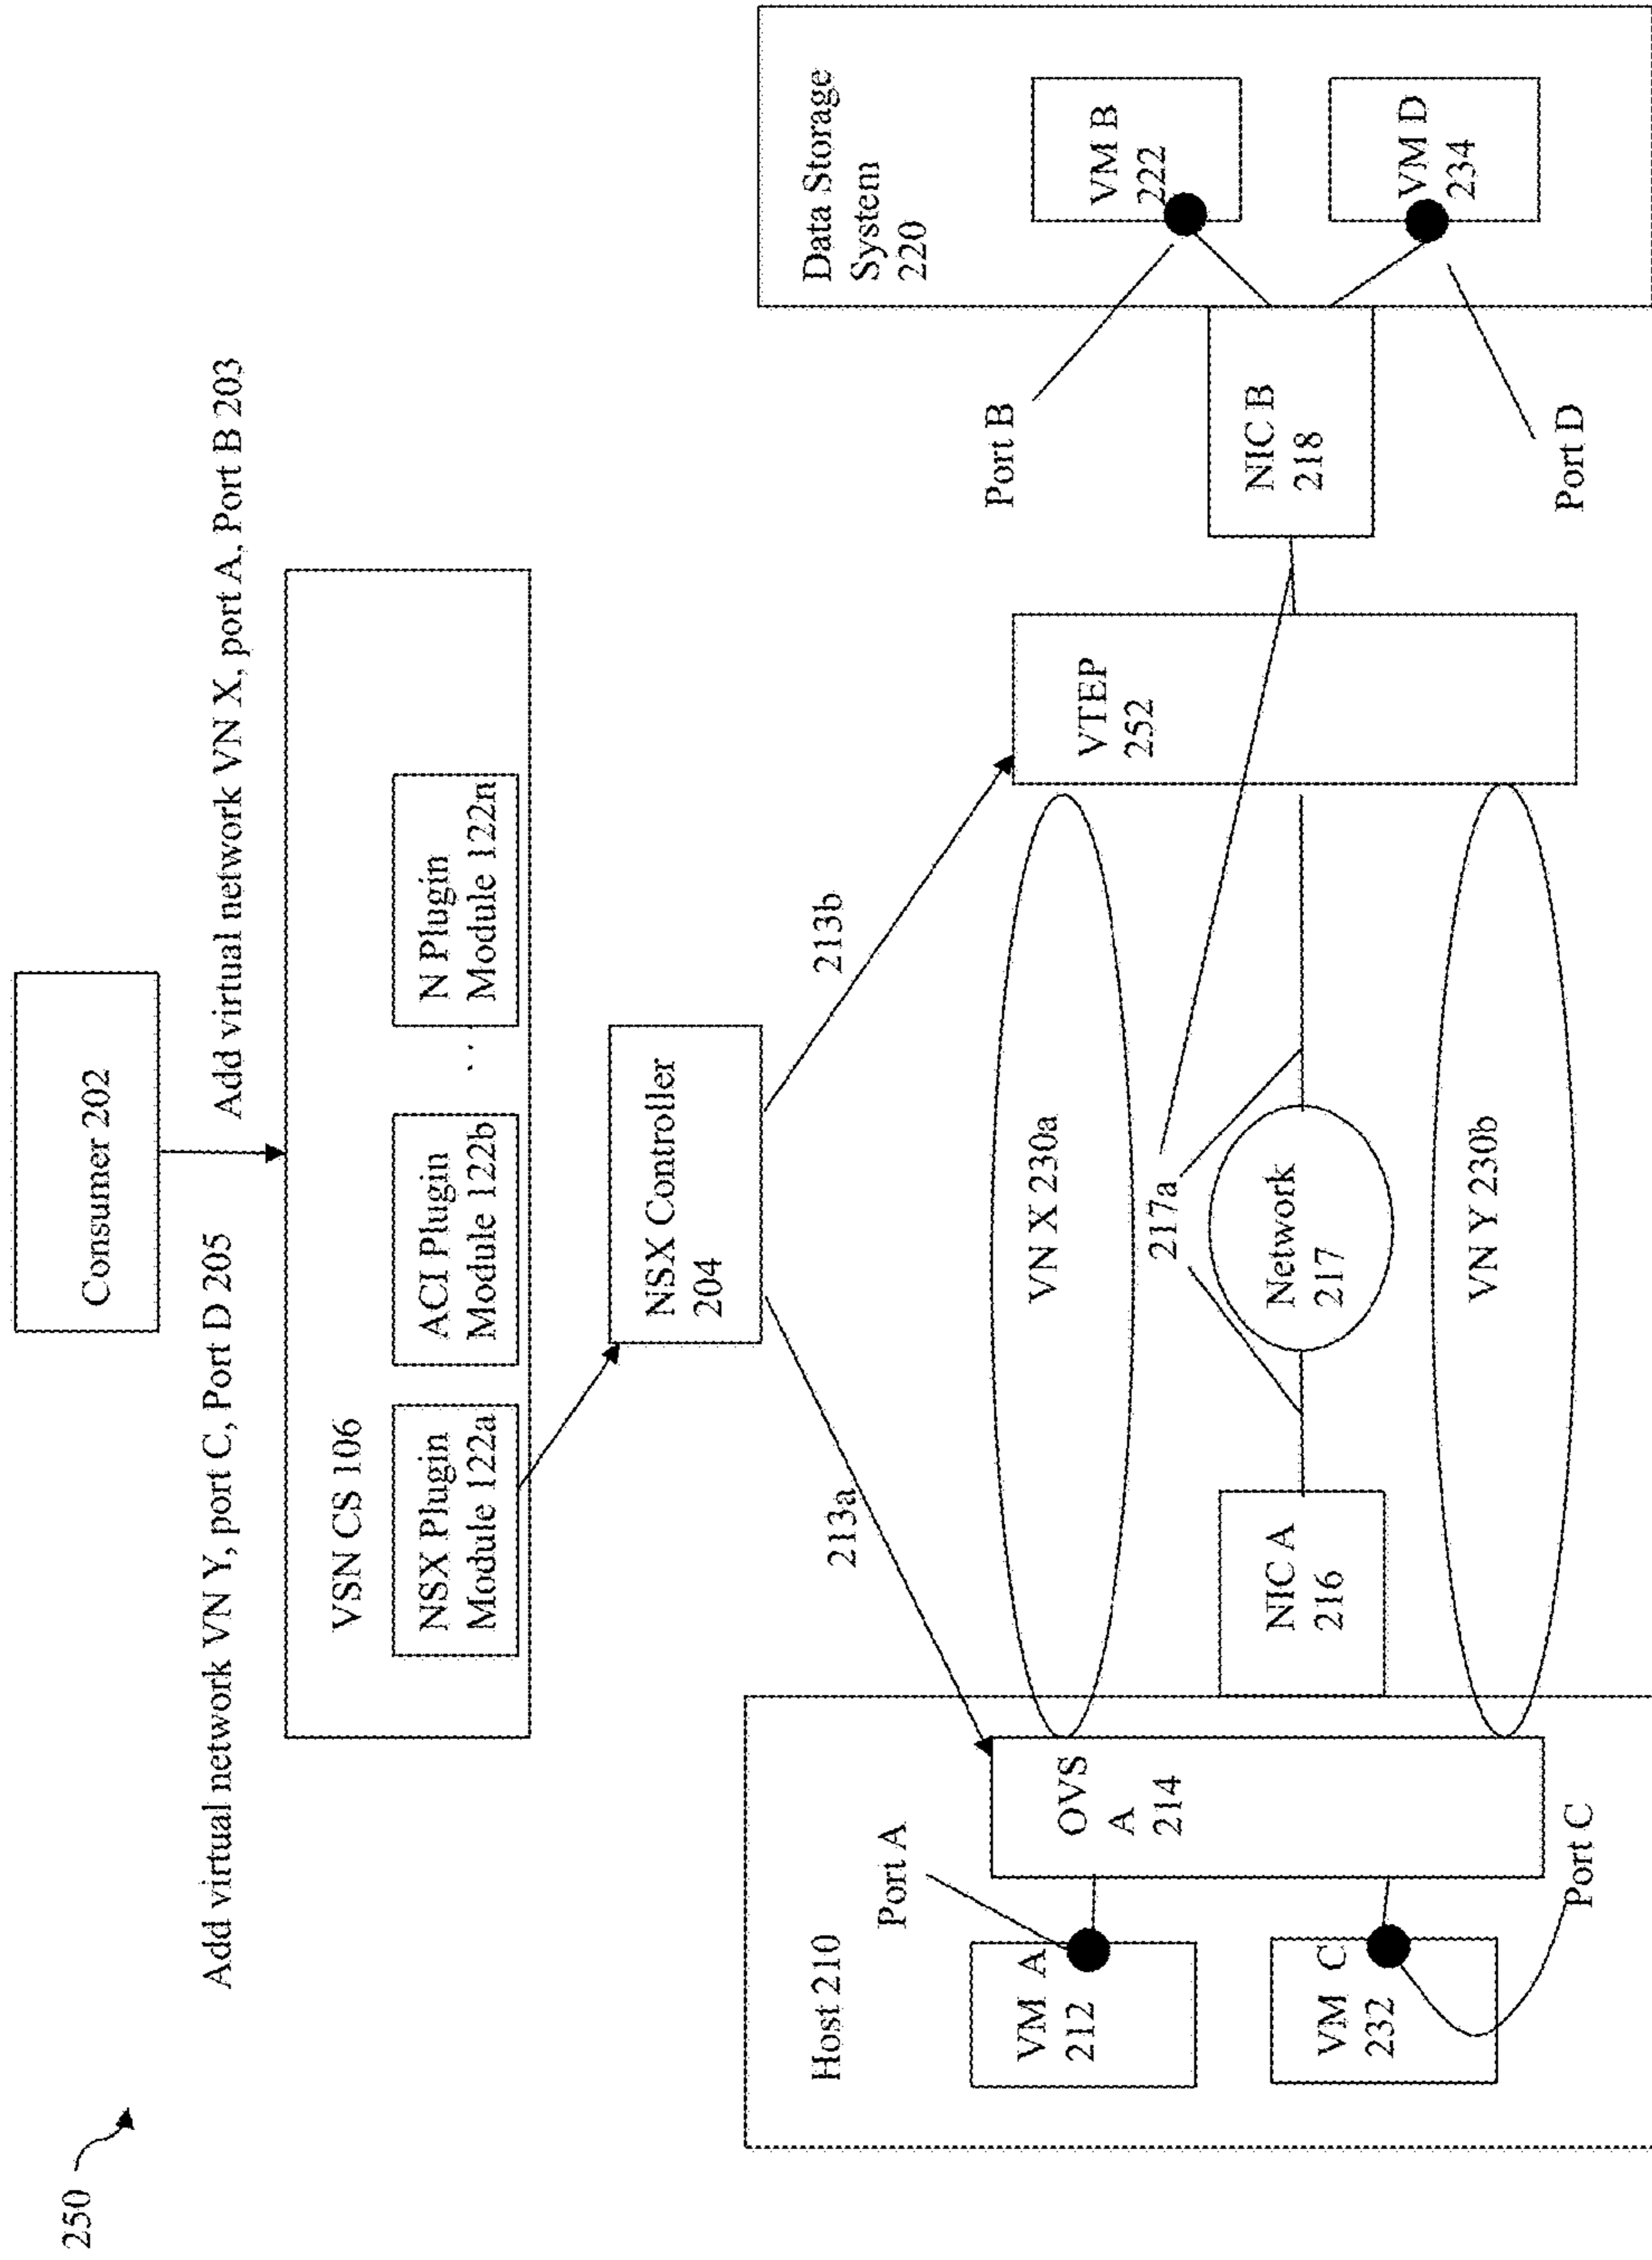 250
Consumer 202
Add virtual network VN Y, port C, Port D 205
Add virtual network VN X, port A, Port B 203
VSN CS 106
NSX Plugin
Module 122a
ACI Plugin
Module 122b
. . .
N Plugin
Module 122n
NSX Controller
204
213a
213b
Host 210
Port A
VM A
212
VM C
232
Port C
OVS
A
214
NIC A
216
VN X 230a
217a
Network
217
VN Y 230b
VTEP
252
NIC B
218
Port B
Port D
Data Storage
System
220
VM B
222
VM D
234